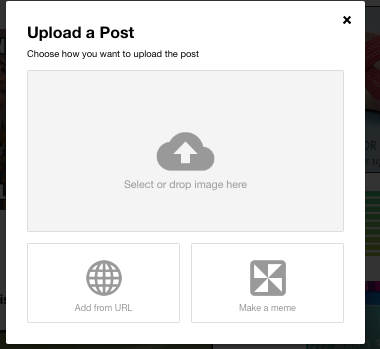 Upload a Post
Choose how you want to upload the post
Select or drop image here
Add from URL
Make a meme